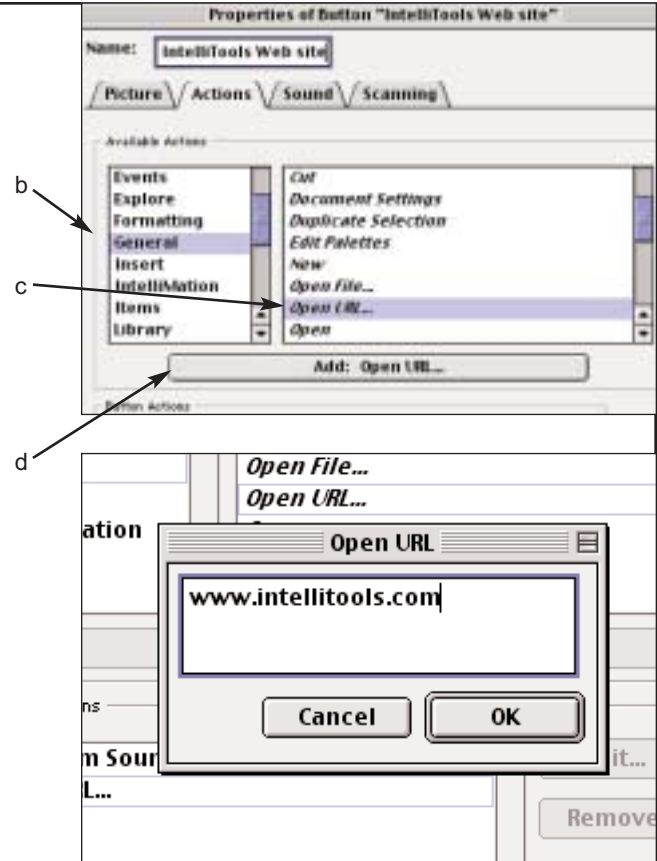 Properties of Button "IntelliTools Web site"
Name: IntelliTools Web site
Picture Actions Sound Scanning
Available Actions
Events
Explore
Formatting
General
Insert
IntelliMation
Items
Library
Cut
Document Settings
Duplicate Selection
Edit Palettes
New
Open File...
Open URL...
Open
Add: Open URL...
Button Actions
b
c
d
Open File...
Open URL...
ation
Open URL
www.intellitools.com
Cancel OK
ns
m Sour
L...
it...
Remove